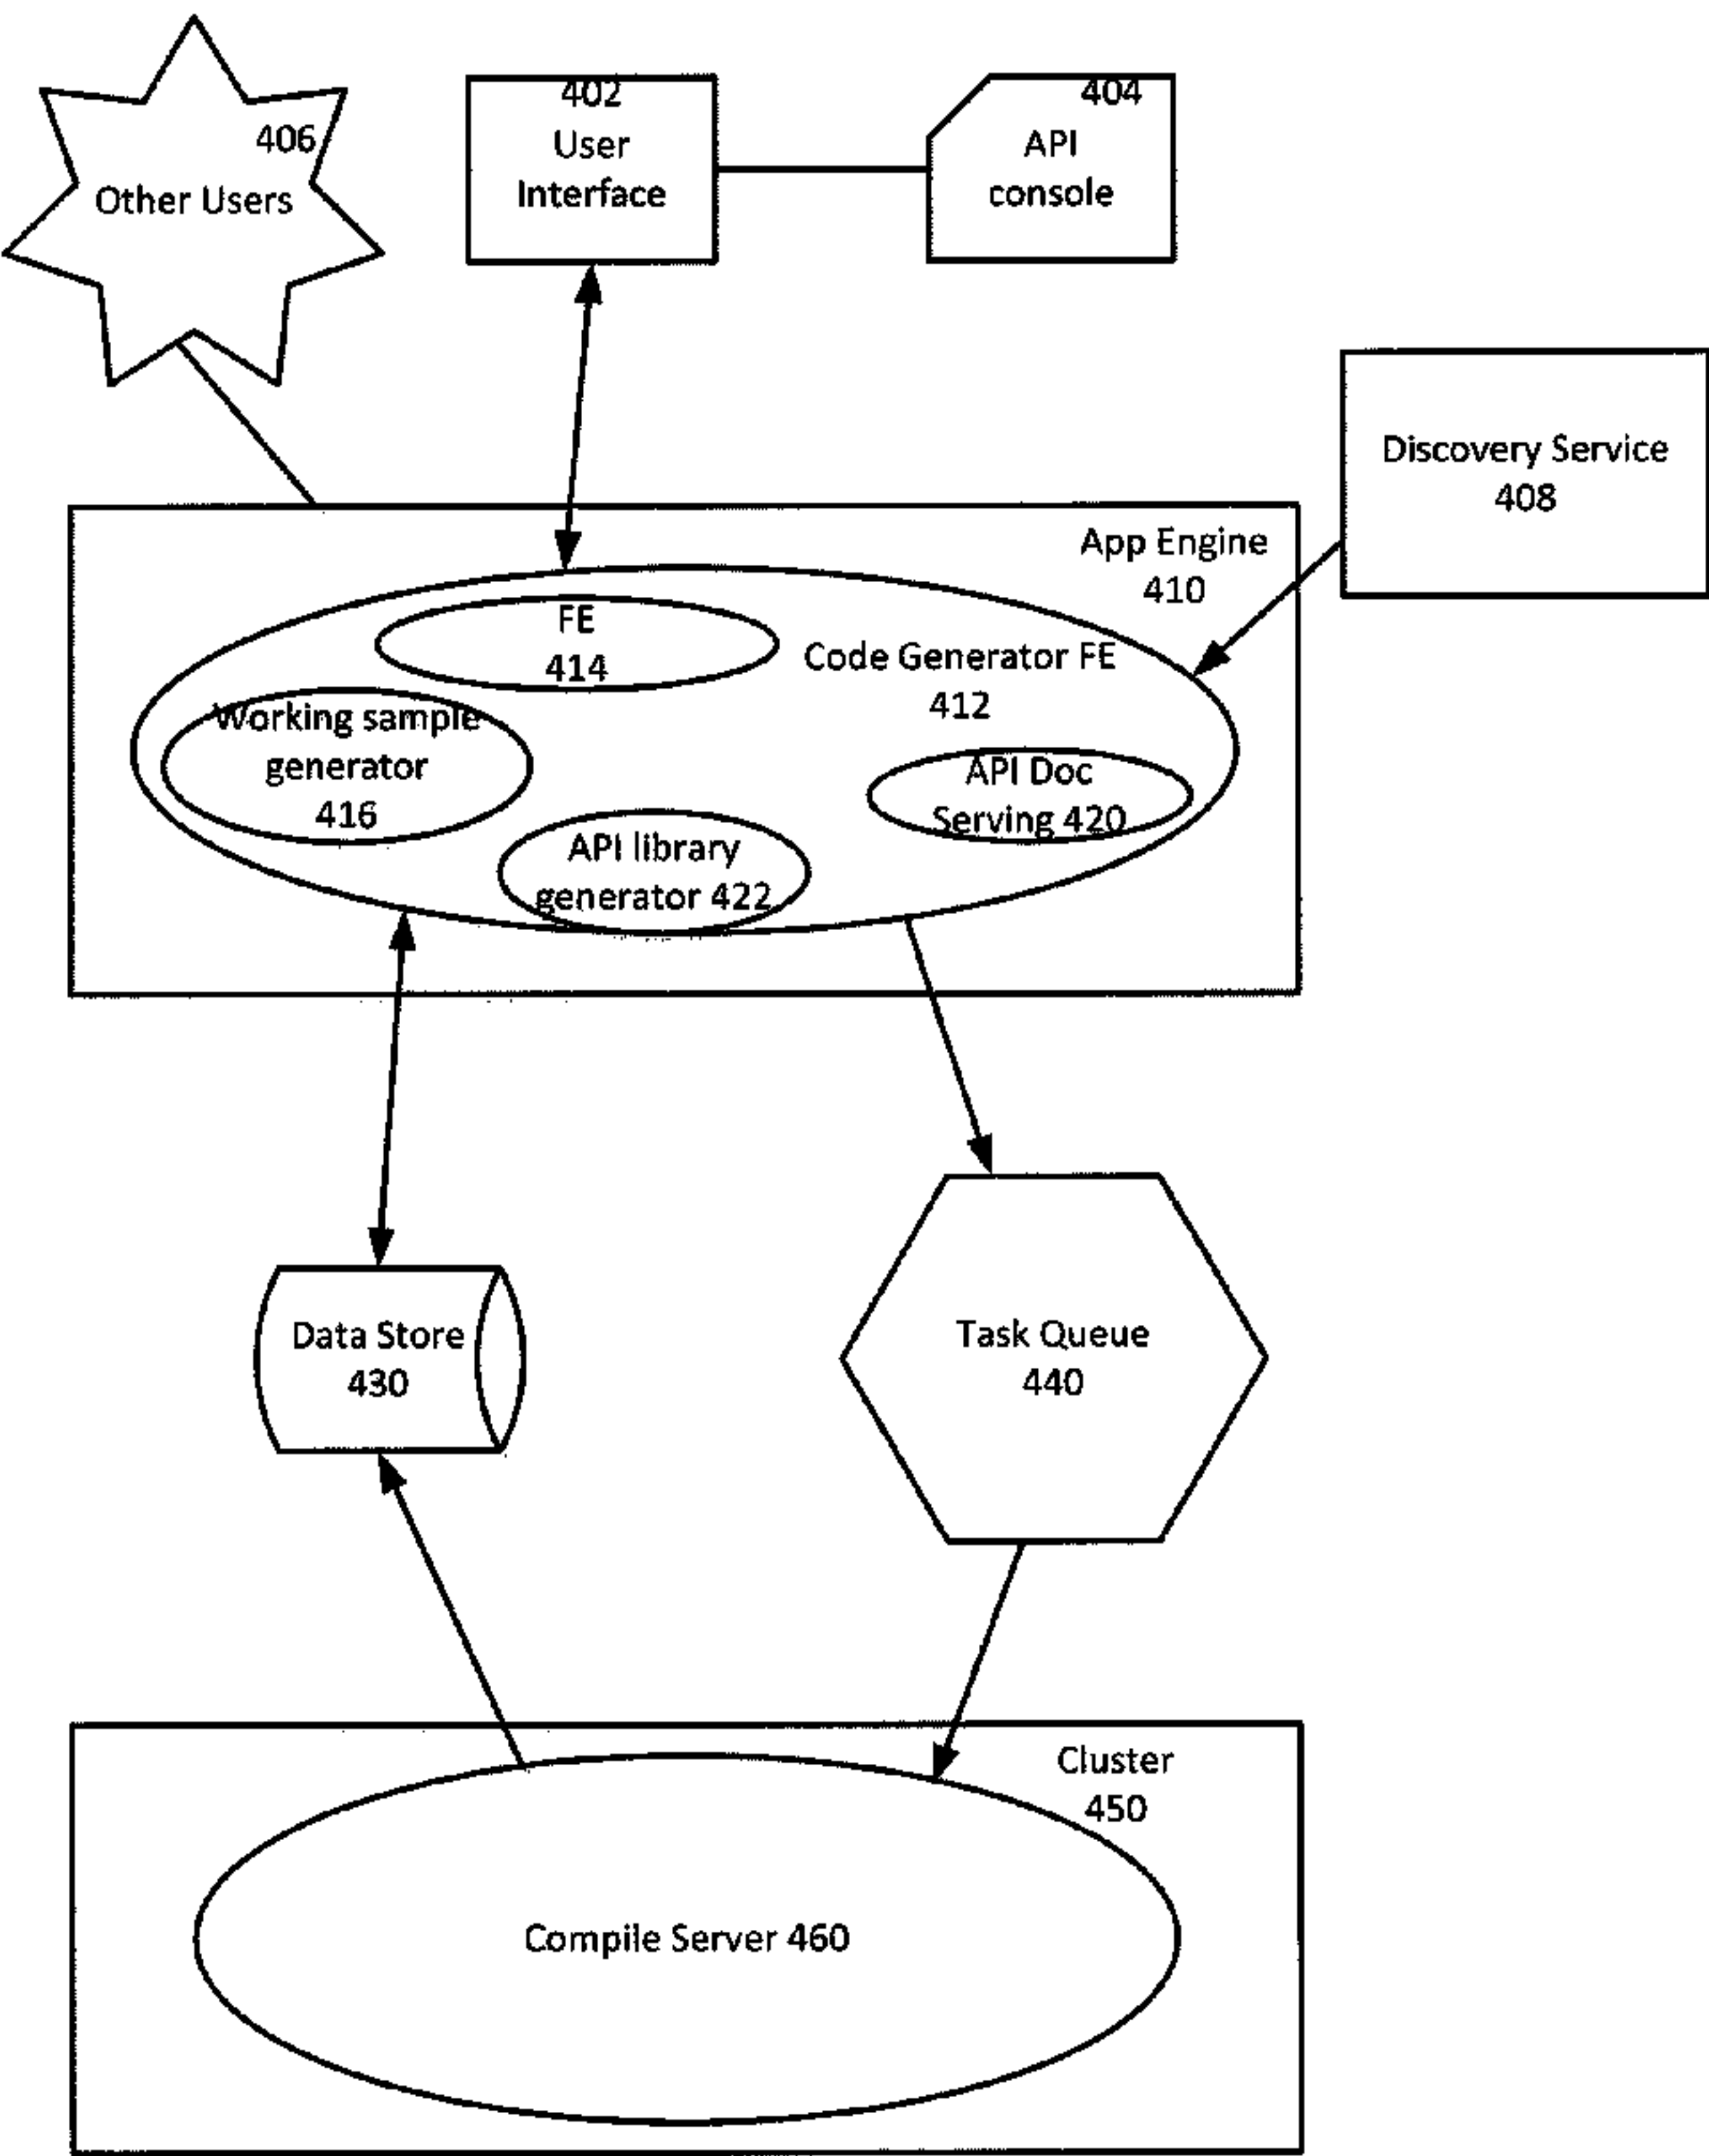 406
Other Users
402
User
Interface
404
API
console
Discovery Service
408
App Engine
410
FE
414
Code Generator FE
412
Working sample
generator
416
API Doc
Serving 420
API library
generator 422
Data Store
430
Task Queue
440
Cluster
450
Compile Server 460